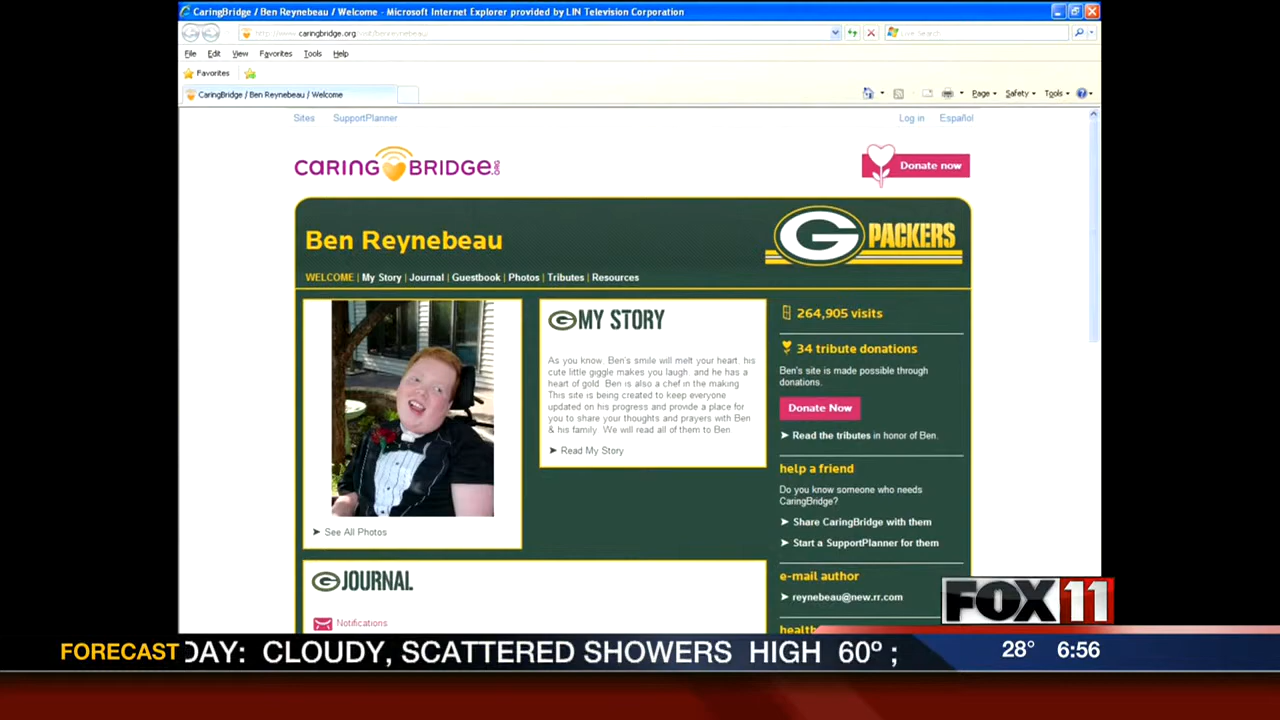 CaringBridge / Ben Reynebeau / Welcome - Microsoft Internet Explorer provided by LIN Television Corporation
http://www.caringbridge.org/visit/benreynebeau
Live Search
File Edit View Favorites Tools Help
Favorites
CaringBridge / Ben Reynebeau / Welcome
Page Safety Tools
Sites SupportPlanner
Log in Español
CARINGBRIDGE.ORG
Donate now
Ben Reynebeau
G PACKERS
WELCOME | My Story | Journal | Guestbook | Photos | Tributes | Resources
See All Photos
G MY STORY
As you know, Ben's smile will melt your heart, his
cute little giggle makes you laugh, and he has a
heart of gold. Ben is also a chef in the making.
This site is being created to keep everyone
updated on his progress and provide a place for
you to share your thoughts and prayers with Ben
& his family. We will read all of them to Ben.
Read My Story
264,905 visits
34 tribute donations
Ben's site is made possible through
donations.
Donate Now
Read the tributes in honor of Ben.
help a friend
Do you know someone who needs
CaringBridge?
Share CaringBridge with them
Start a SupportPlanner for them
e-mail author
reynebeau@new.rr.com
G JOURNAL
Notifications
FOX 11
FORECAST DAY: CLOUDY, SCATTERED SHOWERS HIGH 60° ;
28° 6:56